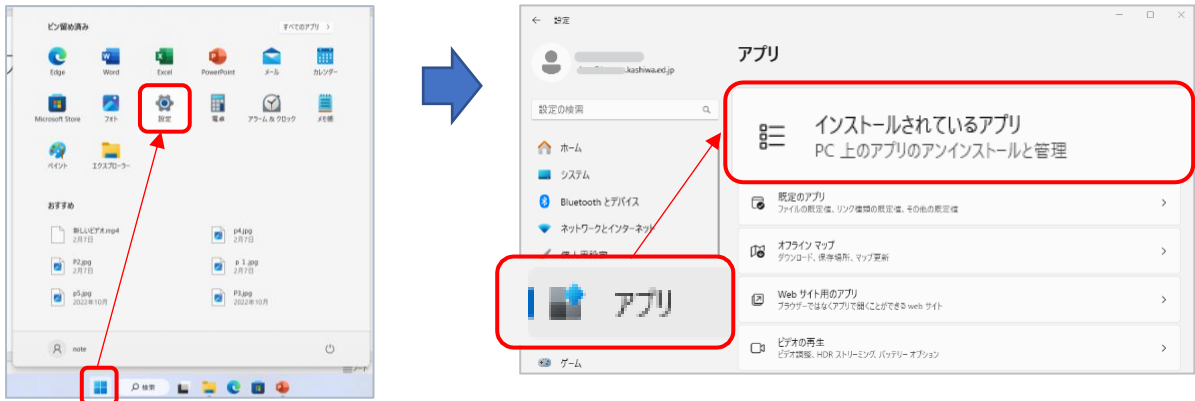 ピン留め済み
すべてのアプリ >
Edge
Word
Excel
PowerPoint
メール
カレンダー
Microsoft Store
フォト
設定
電卓
アラーム & クロック
メモ帳
ペイント
エクスプローラー
おすすめ
新しいビデオ.mp4
2月7日
p4.jpg
2月7日
P2.jpg
2月7日
p 1.jpg
2月7日
p5.jpg
2022年10月
P3.jpg
2022年10月
note
検索
ノート
← 設定
.kashiwa.ed.jp
設定の検索
ホーム
システム
Bluetooth とデバイス
ネットワークとインターネット
個人用設定
アプリ
ゲーム
アプリ
インストールされているアプリ
PC 上のアプリのアンインストールと管理
既定のアプリ
ファイルの既定値、リンク種類の既定値、その他の既定値
オフライン マップ
ダウンロード、保存場所、マップ更新
Web サイト用のアプリ
ブラウザーではなくアプリで開くことができる web サイト
ビデオの再生
ビデオ調整、HDR ストリーミング、バッテリー オプション